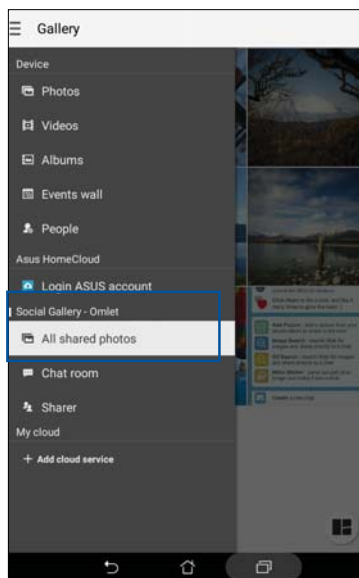 Gallery
Device
Photos
Videos
Albums
Events wall
People
Asus HomeCloud
Login ASUS account
Social Gallery - Omlet
All shared photos
Chat room
Sharer
My cloud
+ Add cloud service